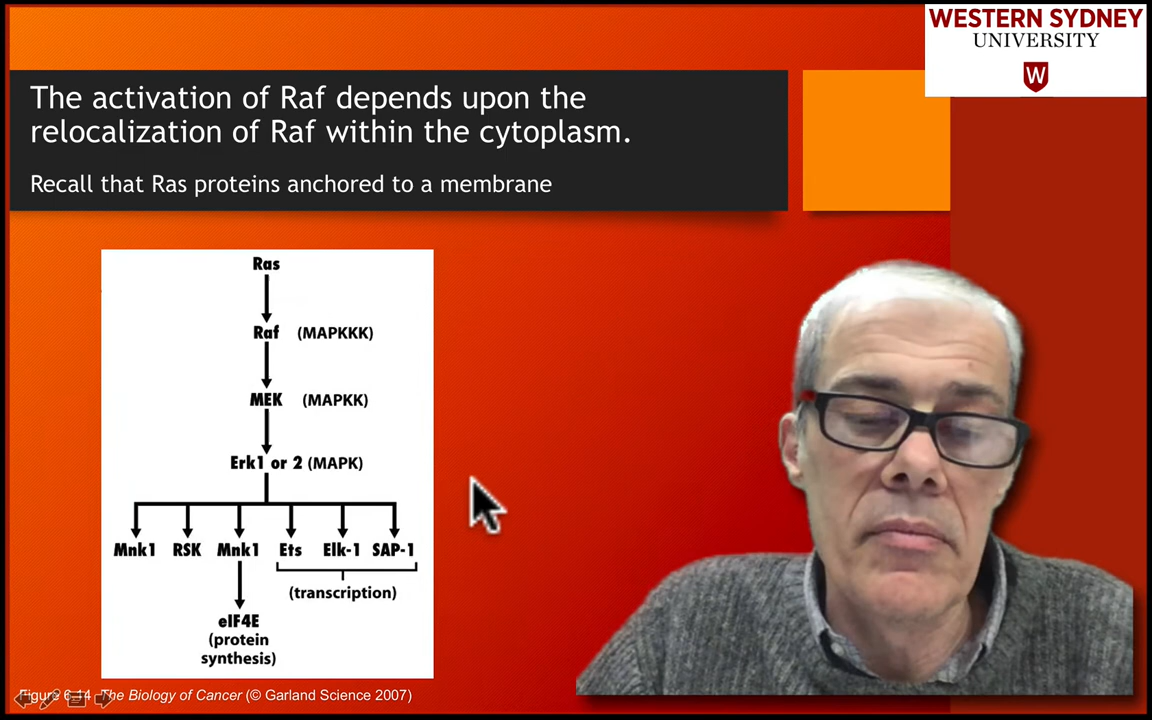 WESTERN SYDNEY
UNIVERSITY
W
The activation of Raf depends upon the
relocalization of Raf within the cytoplasm.
Recall that Ras proteins anchored to a membrane
Ras
Raf (MAPKKK)
MEK (MAPKK)
Erk1 or 2 (MAPK)
Mnk1 RSK Mnk1 Ets Elk-1 SAP-1
(transcription)
eIF4E
(protein
synthesis)
Figure 6.14 The Biology of Cancer (© Garland Science 2007)